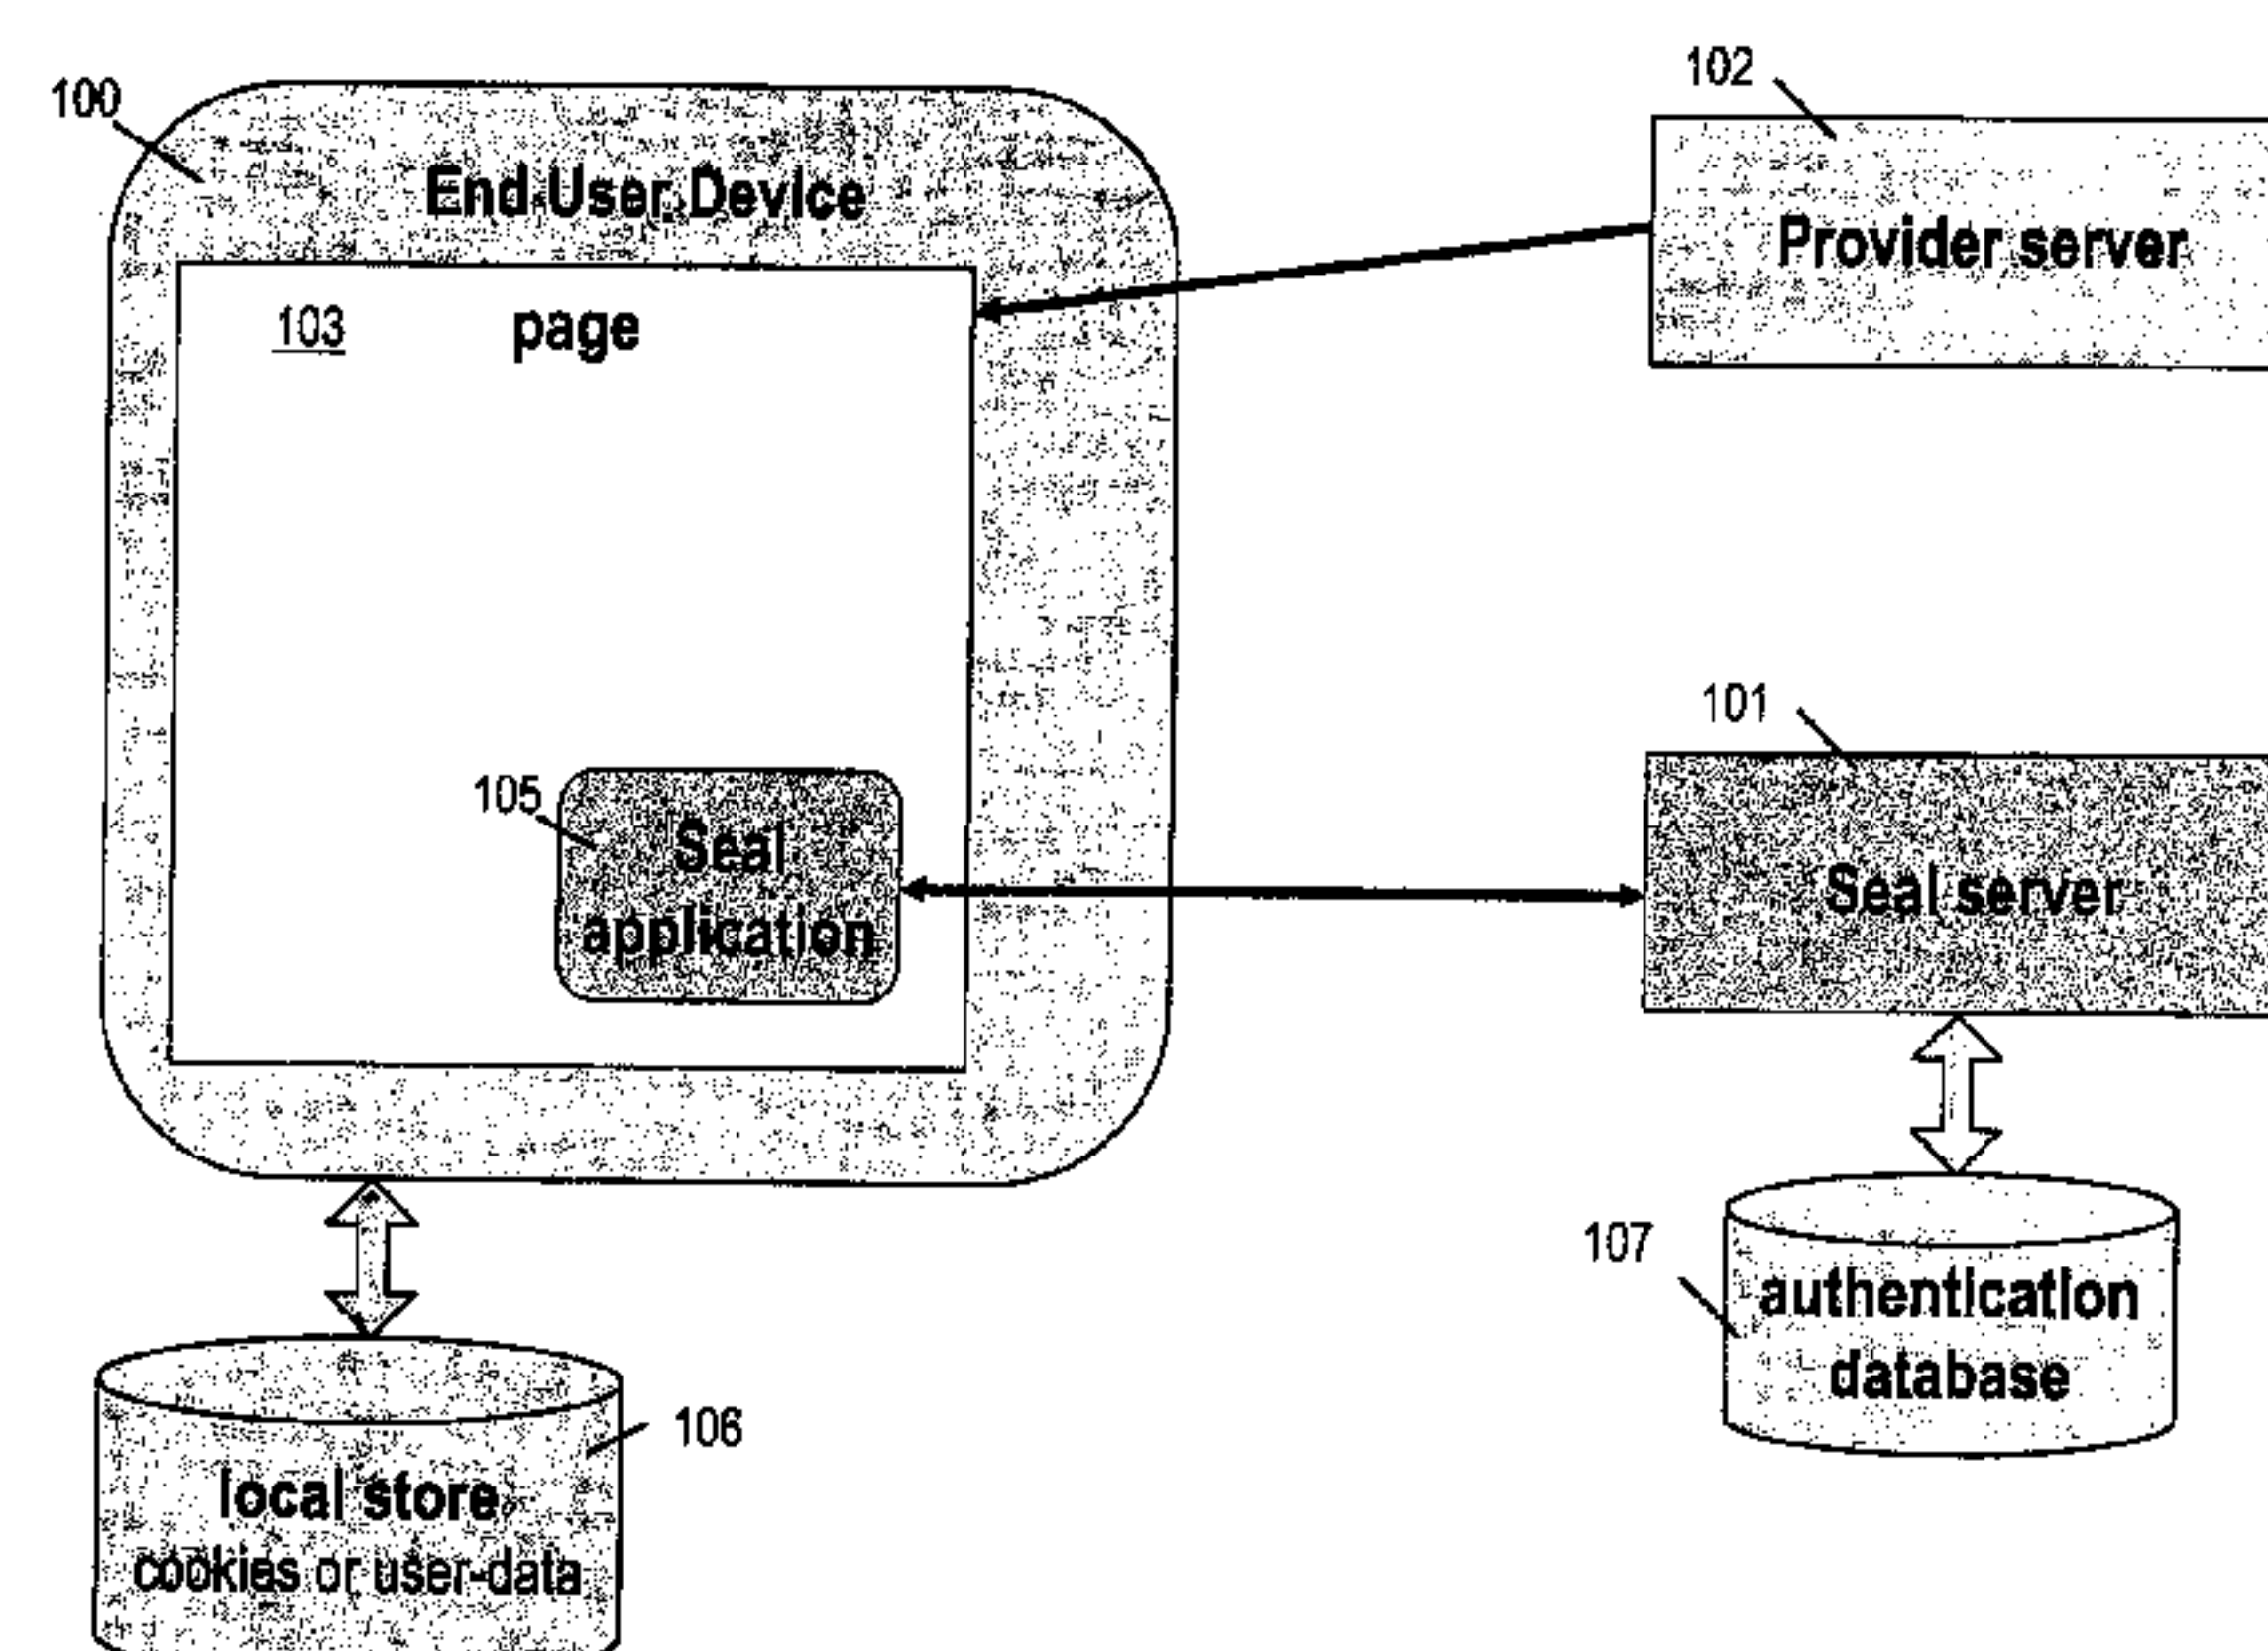 100
End User Device
102
Provider server
103
page
101
Seal server
105
Seal
application
107
authentication
database
106
local store
cookies or user-data